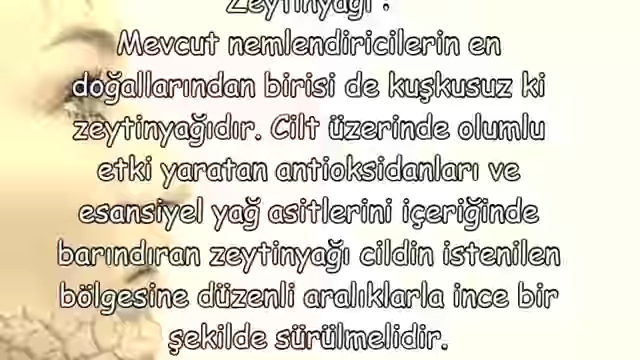 Zeytinyağı :
Mevcut nemlendiricilerin en
doğallarından birisi de kuşkusuz ki
zeytinyağıdır. Cilt üzerinde olumlu
etki yaratan antioksidanları ve
esansiyel yağ asitlerini içeriğinde
barındıran zeytinyağı cildin istenilen
bölgesine düzenli aralıklarla ince bir
şekilde sürülmelidir.